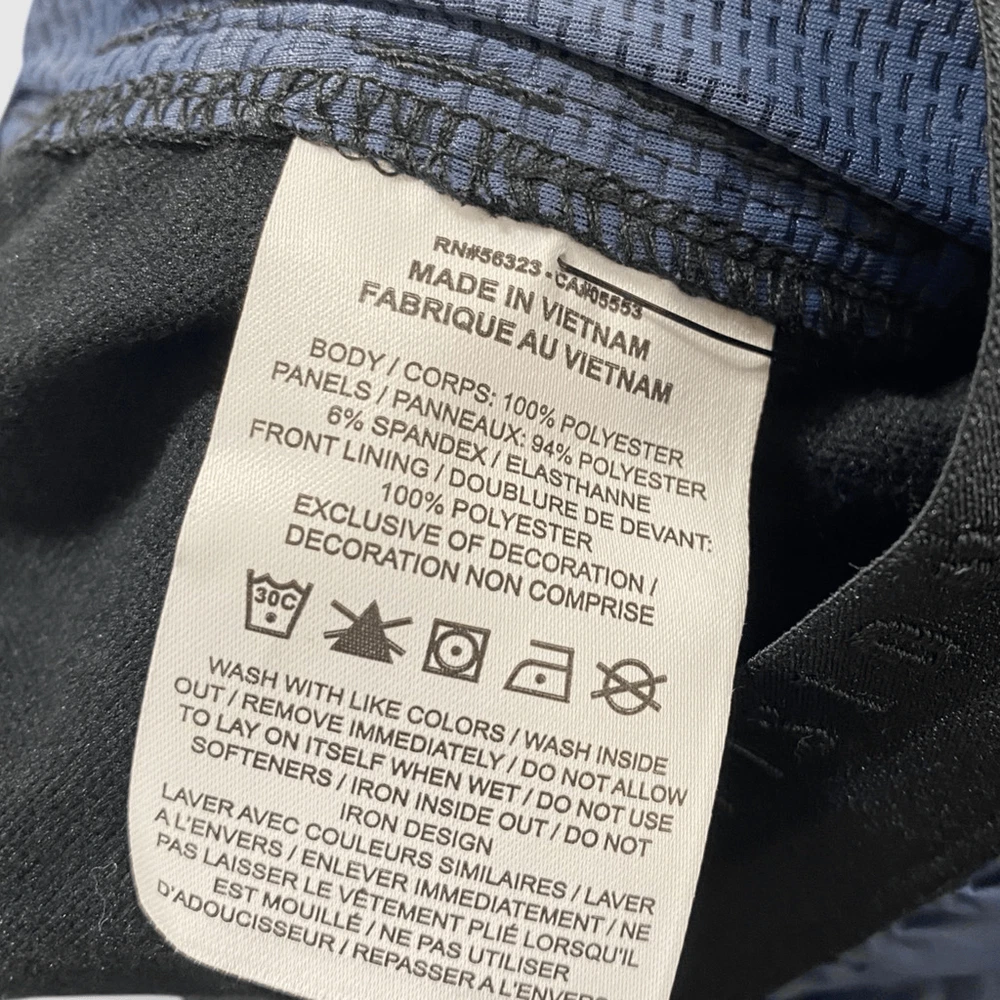 RN#56323 - CA#05553
MADE IN VIETNAM
FABRIQUE AU VIETNAM
BODY / CORPS: 100% POLYESTER
PANELS / PANNEAUX: 94% POLYESTER
6% SPANDEX / ELASTHANNE
FRONT LINING / DOUBLURE DE DEVANT:
100% POLYESTER
EXCLUSIVE OF DECORATION /
DECORATION NON COMPRISE
30C
WASH WITH LIKE COLORS / WASH INSIDE
OUT / REMOVE IMMEDIATELY / DO NOT ALLOW
TO LAY ON ITSELF WHEN WET / DO NOT USE
SOFTENERS / IRON INSIDE OUT / DO NOT
IRON DESIGN
LAVER AVEC COULEURS SIMILAIRES / LAVER
A L'ENVERS / ENLEVER IMMEDIATEMENT / NE
PAS LAISSER LE VÊTEMENT PLIÉ LORSQU'IL
EST MOUILLÉ / NE PAS UTILISER
D'ADOUCISSEUR / REPASSER A L'ENVERS